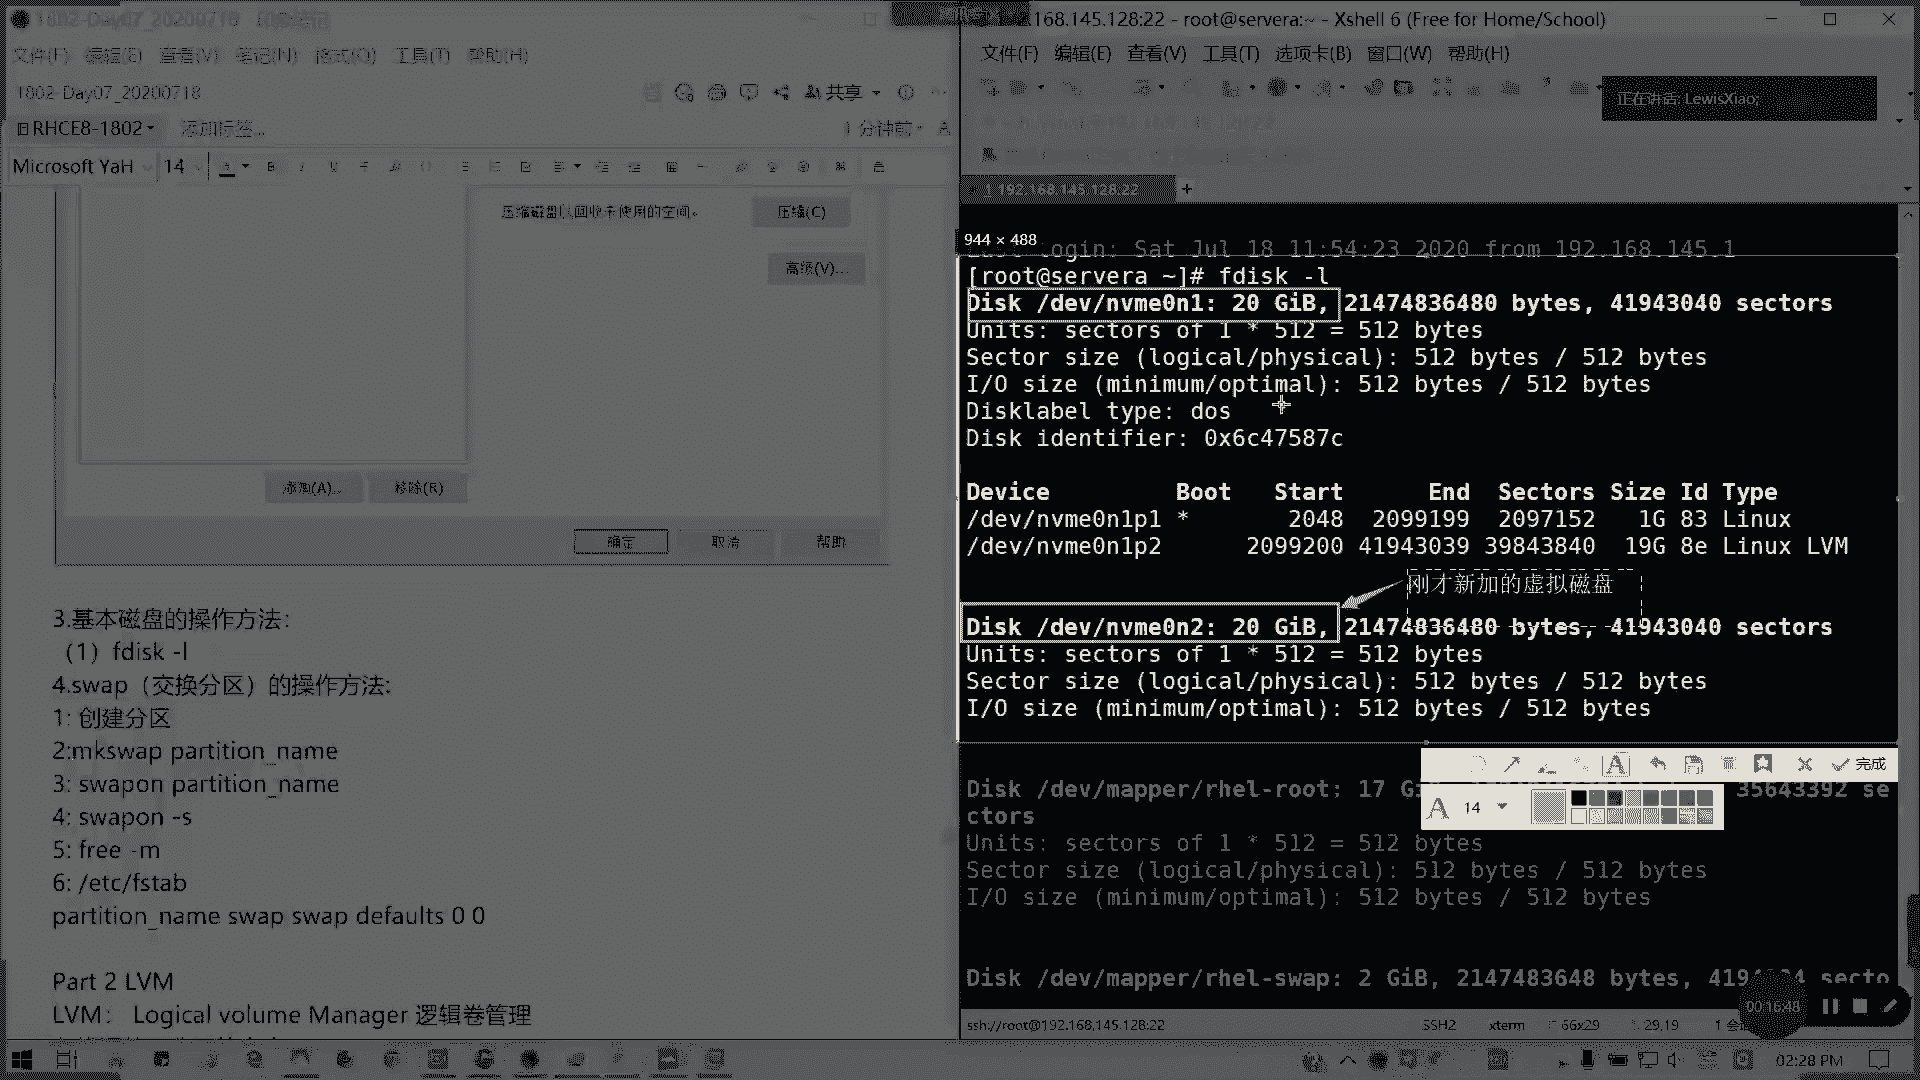 文件(F) 编辑(E) 查看(V) 笔记(N) 格式(O) 工具(T) 帮助(H)
1802-Day07_20200718
共享
RHCE8-1802
添加标签...
1 分钟前
Microsoft YaH 14
压缩磁盘以回收未使用的空间。
压缩(C)
高级(V)...
添加(A)... 移除(R)
确定 取消 帮助
3.基本磁盘的操作方法:
（1）fdisk -l
4.swap（交换分区）的操作方法:
1: 创建分区
2:mkswap partition_name
3: swapon partition_name
4: swapon -s
5: free -m
6: /etc/fstab
partition_name swap swap defaults 0 0
Part 2 LVM
LVM： Logical volume Manager 逻辑卷管理
.168.145.128:22 - root@servera:~ - Xshell 6 (Free for Home/School)
文件(F) 编辑(E) 查看(V) 工具(T) 选项卡(B) 窗口(W) 帮助(H)
正在讲话: LewisXiao;
1 192.168.145.128:22
944 × 488
ogin: Sat Jul 18 11:54:23 2020 from 192.168.145.1
[root@servera ~]# fdisk -l
Disk /dev/nvme0n1: 20 GiB, 21474836480 bytes, 41943040 sectors
Units: sectors of 1 * 512 = 512 bytes
Sector size (logical/physical): 512 bytes / 512 bytes
I/O size (minimum/optimal): 512 bytes / 512 bytes
Disklabel type: dos
Disk identifier: 0x6c47587c
Device Boot Start End Sectors Size Id Type
/dev/nvme0n1p1 * 2048 2099199 2097152 1G 83 Linux
/dev/nvme0n1p2 2099200 41943039 39843840 19G 8e Linux LVM
刚才新加的虚拟磁盘
Disk /dev/nvme0n2: 20 GiB, 21474836480 bytes, 41943040 sectors
Units: sectors of 1 * 512 = 512 bytes
Sector size (logical/physical): 512 bytes / 512 bytes
I/O size (minimum/optimal): 512 bytes / 512 bytes
完成
A 14
Disk /dev/mapper/rhel-root: 17 G 35643392 se
ctors
Units: sectors of 1 * 512 = 512 bytes
Sector size (logical/physical): 512 bytes / 512 bytes
I/O size (minimum/optimal): 512 bytes / 512 bytes
Disk /dev/mapper/rhel-swap: 2 GiB, 2147483648 bytes, secto
00:16:48
ssh://root@192.168.145.128:22 SSH2 xterm 66x29 29,19
02:28 PM